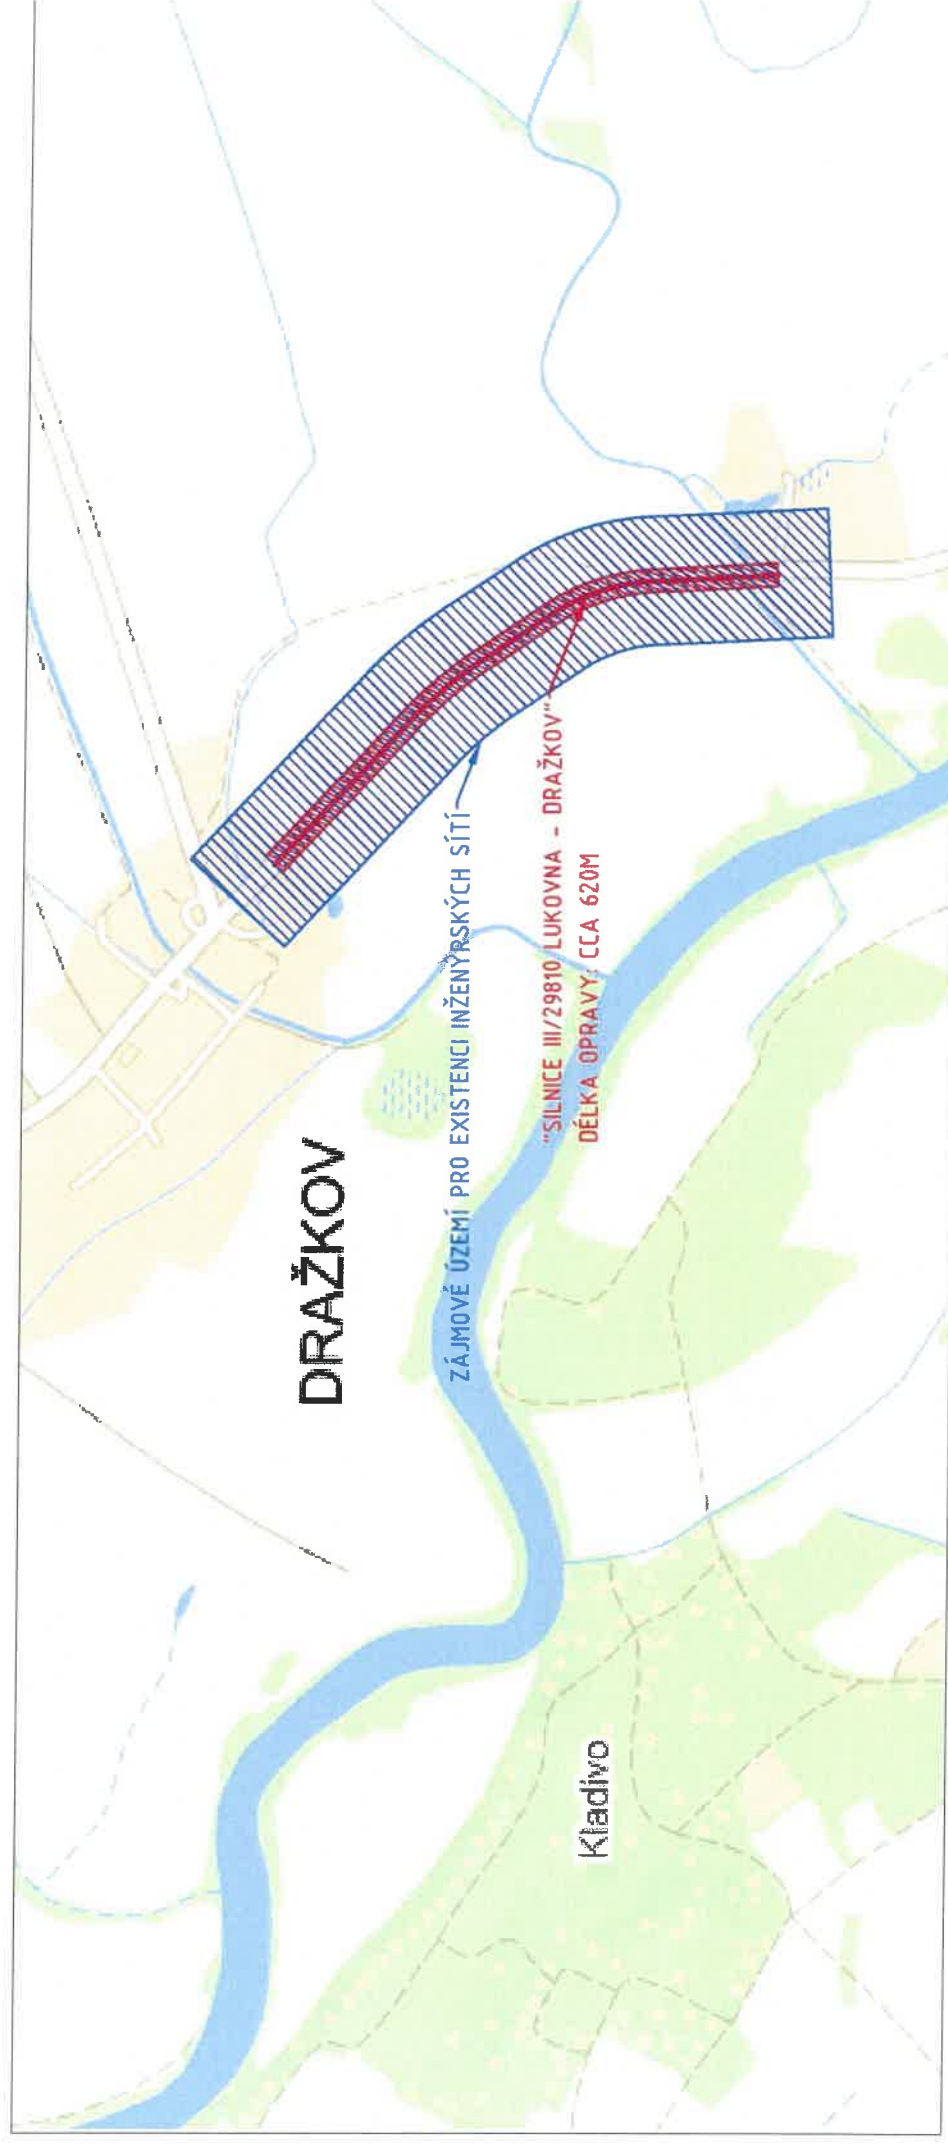 DRAŽKOV
ZÁJMOVÉ ÚZEMÍ PRO EXISTENCI INŽENÝRSKÝCH SÍTÍ
"SILNICE III/29810 LUKOVNA - DRAŽKOV"
DÉLKA OPRAVY: CCA 620M
Kladivo